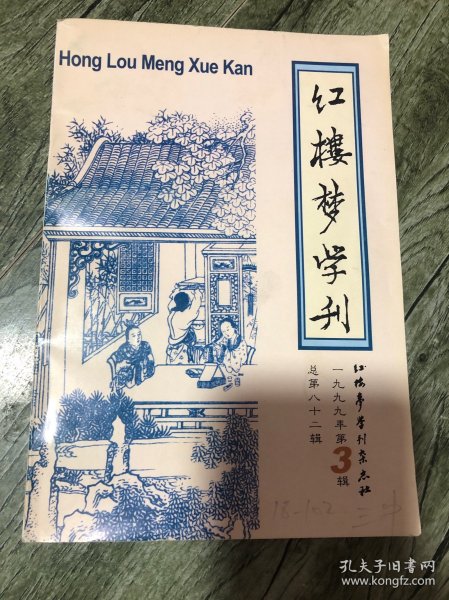 Hong Lou Meng Xue Kan
红楼梦学刊
红楼梦学刊杂志社
一九九九年第3辑
总第八十二辑
18-102
孔夫子旧书网
www.kongfz.com